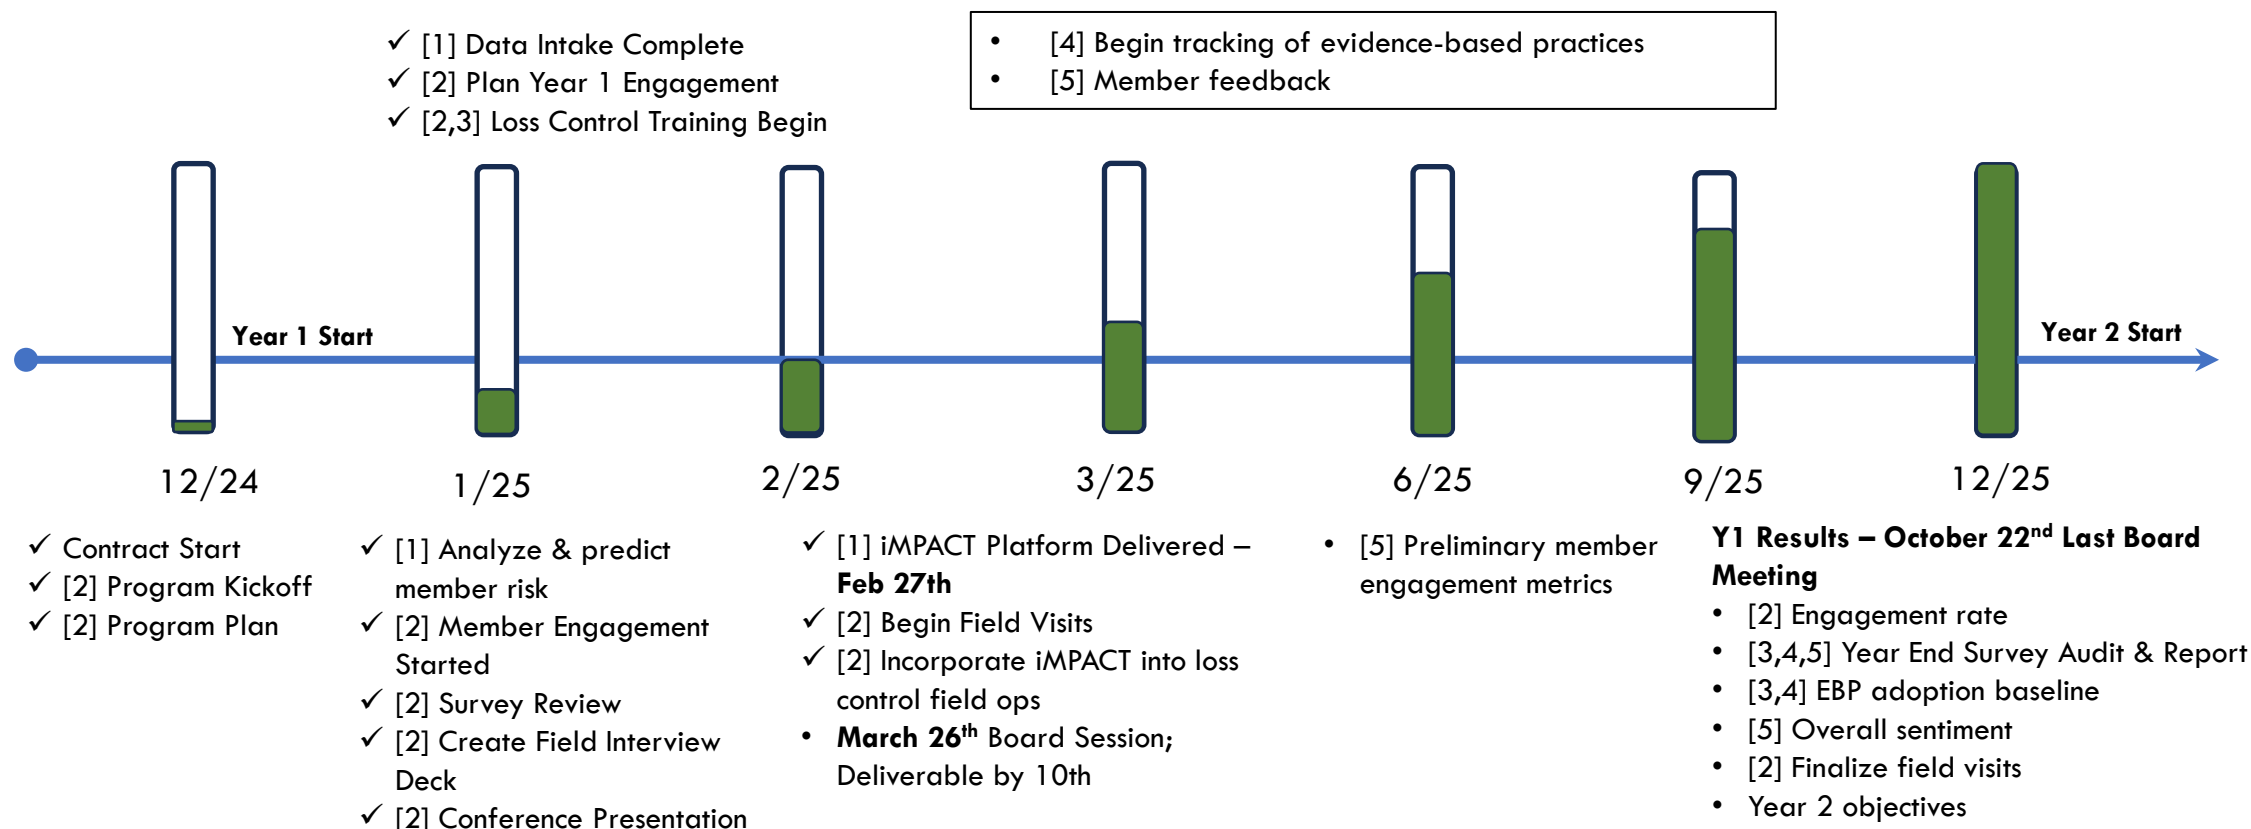 ✓ [1] Data Intake Complete
✓ [2] Plan Year 1 Engagement
✓ [2,3] Loss Control Training Begin
• [4] Begin tracking of evidence-based practices
• [5] Member feedback
Year 1 Start
Year 2 Start
12/24
1/25
2/25
3/25
6/25
9/25
12/25
✓ Contract Start
✓ [2] Program Kickoff
✓ [2] Program Plan
✓ [1] Analyze & predict
member risk
✓ [2] Member Engagement
Started
✓ [2] Survey Review
✓ [2] Create Field Interview
Deck
✓ [2] Conference Presentation
✓ [1] iMPACT Platform Delivered –
Feb 27th
✓ [2] Begin Field Visits
✓ [2] Incorporate iMPACT into loss
control field ops
• March 26th Board Session;
Deliverable by 10th
• [5] Preliminary member
engagement metrics
Y1 Results – October 22nd Last Board
Meeting
• [2] Engagement rate
• [3,4,5] Year End Survey Audit & Report
• [3,4] EBP adoption baseline
• [5] Overall sentiment
• [2] Finalize field visits
• Year 2 objectives